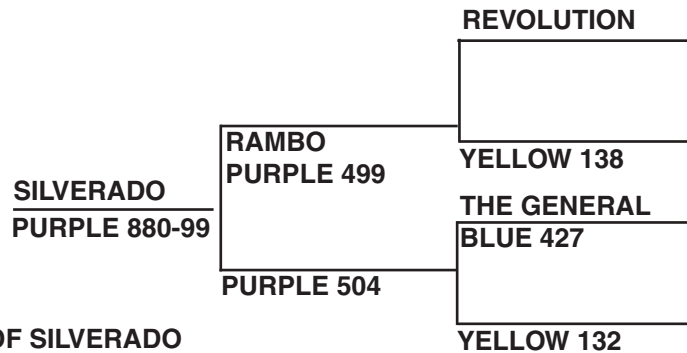 REVOLUTION
RAMBO
PURPLE 499
YELLOW 138
SILVERADO
PURPLE 880-99
THE GENERAL
BLUE 427
PURPLE 504
OF SILVERADO
YELLOW 132